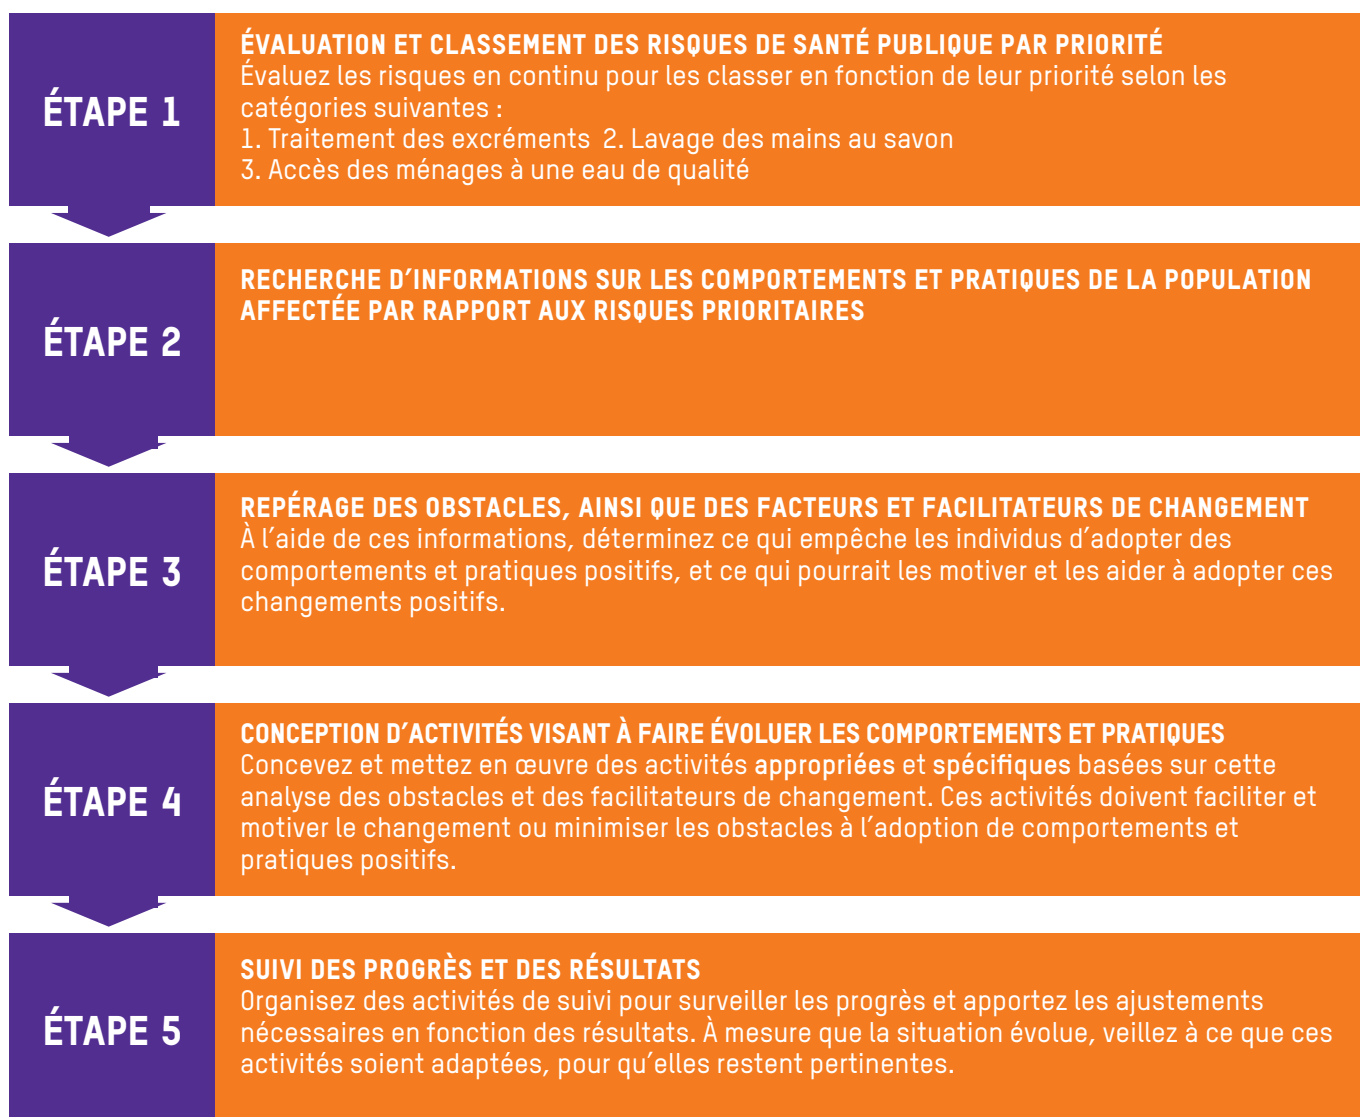 ÉTAPE 1
ÉVALUATION ET CLASSEMENT DES RISQUES DE SANTÉ PUBLIQUE PAR PRIORITÉ
Évaluez les risques en continu pour les classer en fonction de leur priorité selon les
catégories suivantes :
1. Traitement des excréments 2. Lavage des mains au savon
3. Accès des ménages à une eau de qualité
ÉTAPE 2
RECHERCHE D'INFORMATIONS SUR LES COMPORTEMENTS ET PRATIQUES DE LA POPULATION
AFFECTÉE PAR RAPPORT AUX RISQUES PRIORITAIRES
ÉTAPE 3
REPÉRAGE DES OBSTACLES, AINSI QUE DES FACTEURS ET FACILITATEURS DE CHANGEMENT
À l'aide de ces informations, déterminez ce qui empêche les individus d'adopter des
comportements et pratiques positifs, et ce qui pourrait les motiver et les aider à adopter ces
changements positifs.
ÉTAPE 4
CONCEPTION D'ACTIVITÉS VISANT À FAIRE ÉVOLUER LES COMPORTEMENTS ET PRATIQUES
Concevez et mettez en œuvre des activités appropriées et spécifiques basées sur cette
analyse des obstacles et des facilitateurs de changement. Ces activités doivent faciliter et
motiver le changement ou minimiser les obstacles à l'adoption de comportements et
pratiques positifs.
ÉTAPE 5
SUIVI DES PROGRÈS ET DES RÉSULTATS
Organisez des activités de suivi pour surveiller les progrès et apportez les ajustements
nécessaires en fonction des résultats. À mesure que la situation évolue, veillez à ce que ces
activités soient adaptées, pour qu'elles restent pertinentes.